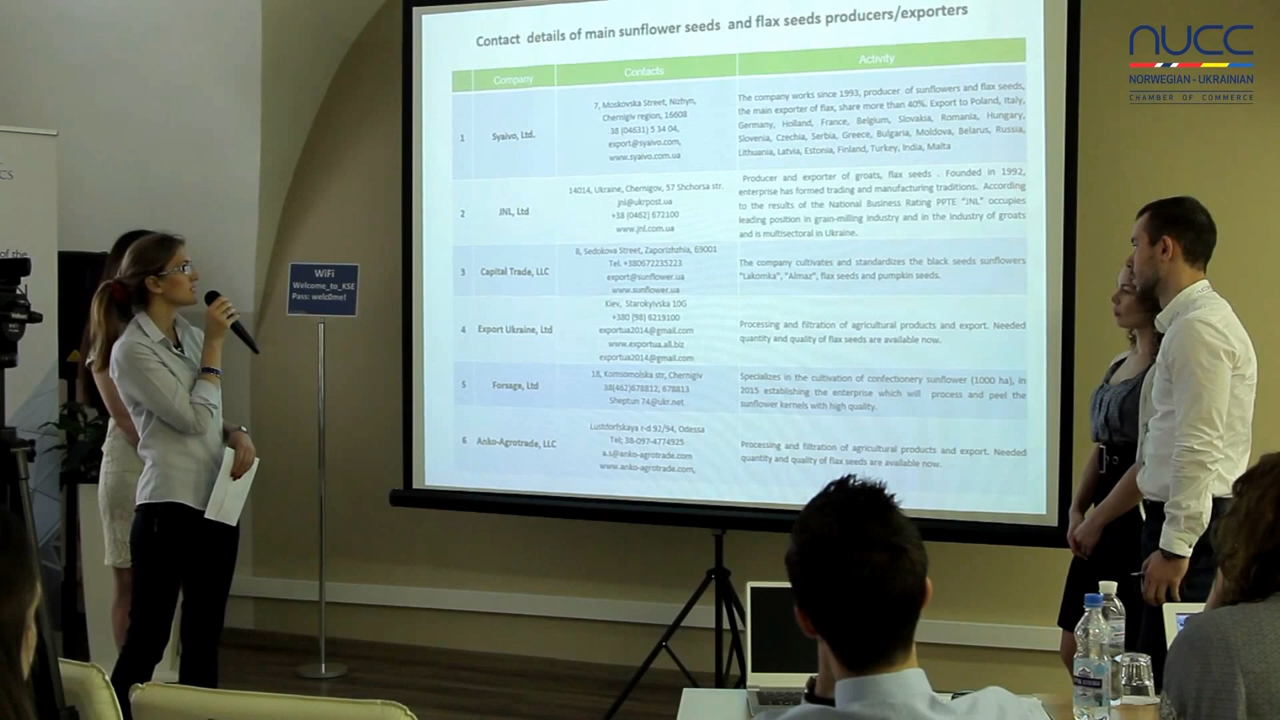 Contact details of main sunflower seeds and flax seeds producers/exporters
Company Contacts Activity
1
Syaivo, Ltd.
7, Moskovska Street, Nizhyn,
Chernigiv region, 16608
38 (04631) 5 34 04,
export@syaivo.com,
www.syaivo.com.ua
The company works since 1993, producer of sunflowers and flax seeds,
the main exporter of flax, share more than 40%. Export to Poland, Italy,
Germany, Holland, France, Belgium, Slovakia, Romania, Hungary,
Slovenia, Czechia, Serbia, Greece, Bulgaria, Moldova, Belarus, Russia,
Lithuania, Latvia, Estonia, Finland, Turkey, India, Malta
2
JNL, Ltd
14014, Ukraine, Chernigov, 57 Shchorsa str.
jnl@ukrpost.ua
+38 (0462) 672100
www.jnl.com.ua
Producer and exporter of groats, flax seeds . Founded in 1992,
enterprise has formed trading and manufacturing traditions. According
to the results of the National Business Rating PPTE "JNL" occupies
leading position in grain-milling industry and in the industry of groats
and is multisectoral in Ukraine.
3
Capital Trade, LLC
8, Sedokova Street, Zaporizhzhia, 69001
Tel. +380672235223
export@sunflower.ua
www.sunflower.ua
The company cultivates and standardizes the black seeds sunflowers
"Lakomka", "Almaz", flax seeds and pumpkin seeds.
4
Export Ukraine, Ltd
Kiev, Starokyivska 10G
+380 (98) 6219100
exportua2014@gmail.com
www.exportua.all.biz
exportua2014@gmail.com
Processing and filtration of agricultural products and export. Needed
quantity and quality of flax seeds are available now.
5
Forsage, Ltd
18, Komsomolska str, Chernigiv
38(462)678812, 678813
Sheptun 74@ukr.net
Specializes in the cultivation of confectionery sunflower (1000 ha), in
2015 establishing the enterprise which will process and peel the
sunflower kernels with high quality.
6
Anko-Agrotrade, LLC
Lustdorfskaya r-d 92/94, Odessa
Tel; 38-097-4774925
a.s@anko-agrotrade.com
www.anko-agrotrade.com,
Processing and filtration of agricultural products and export. Needed
quantity and quality of flax seeds are available now.
WiFi
Welcome_to_KSE
Pass: welc0me!
NUCC
NORWEGIAN - UKRAINIAN
CHAMBER OF COMMERCE
CS
of the